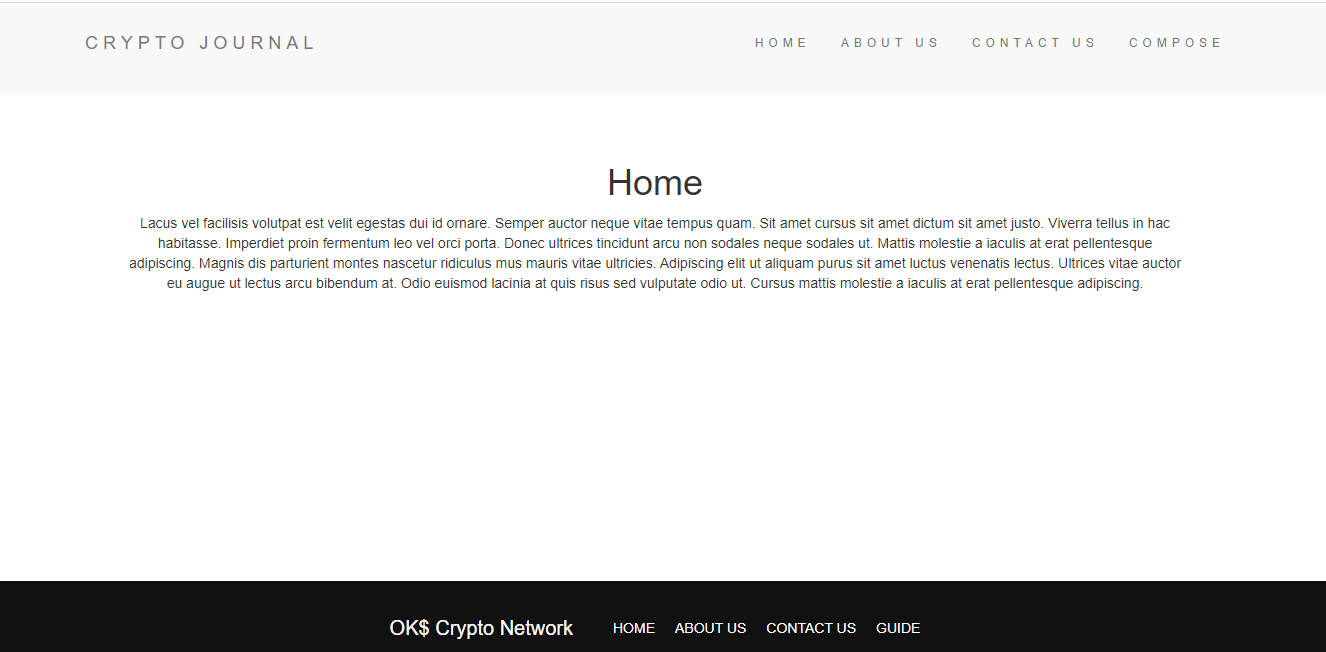 CRYPTO JOURNAL
HOME ABOUT US CONTACT US COMPOSE
Home
Lacus vel facilisis volutpat est velit egestas dui id ornare. Semper auctor neque vitae tempus quam. Sit amet cursus sit amet dictum sit amet justo. Viverra tellus in hac
habitasse. Imperdiet proin fermentum leo vel orci porta. Donec ultrices tincidunt arcu non sodales neque sodales ut. Mattis molestie a iaculis at erat pellentesque
adipiscing. Magnis dis parturient montes nascetur ridiculus mus mauris vitae ultricies. Adipiscing elit ut aliquam purus sit amet luctus venenatis lectus. Ultrices vitae auctor
eu augue ut lectus arcu bibendum at. Odio euismod lacinia at quis risus sed vulputate odio ut. Cursus mattis molestie a iaculis at erat pellentesque adipiscing.
OK$ Crypto Network HOME ABOUT US CONTACT US GUIDE